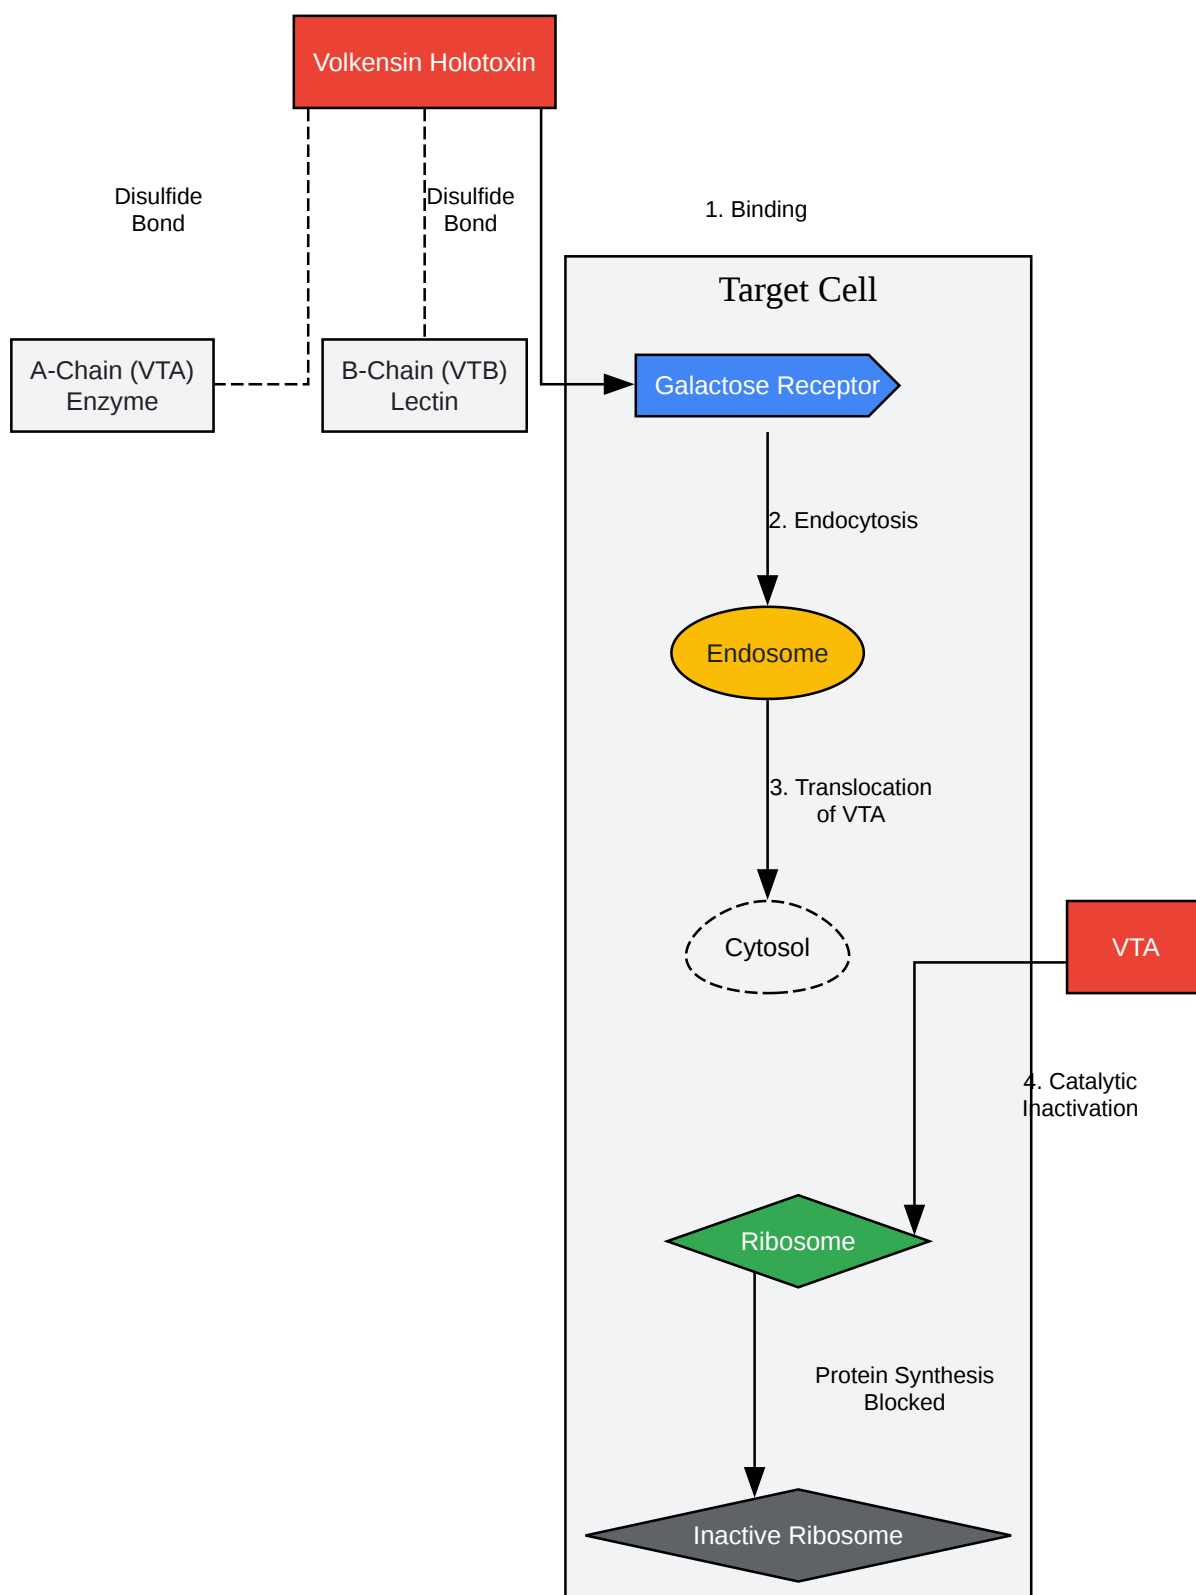 Volkensin Holotoxin
Disulfide
Bond
Disulfide
Bond
1. Binding
Target Cell
A-Chain (VTA)
Enzyme
B-Chain (VTB)
Lectin
Galactose Receptor
2. Endocytosis
Endosome
3. Translocation
of VTA
Cytosol
VTA
4. Catalytic
Inactivation
Ribosome
Protein Synthesis
Blocked
Inactive Ribosome